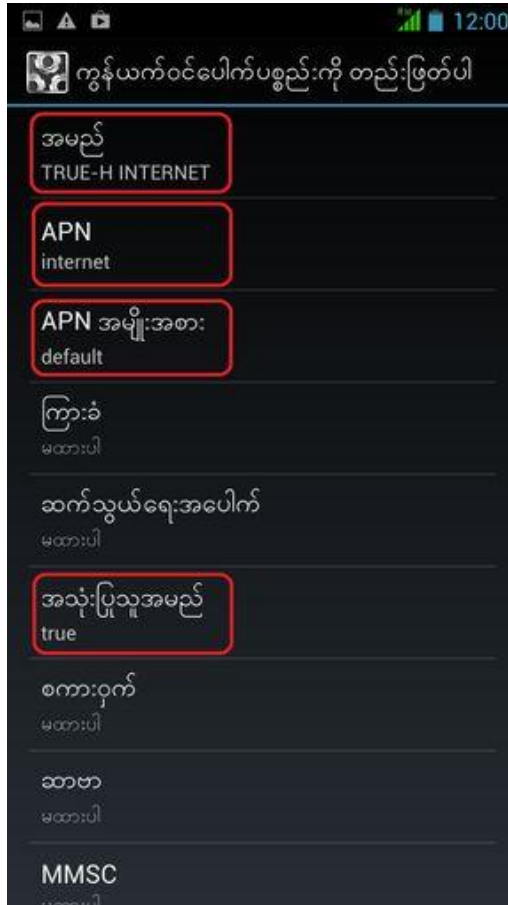 12:00
ကွန်ယက်ဝင်ပေါက်ပစ္စည်းကို တည်းဖြတ်ပါ
အမည်
TRUE-H INTERNET
APN
internet
APN အမျိုးအစား
default
ကြားခံ
မထားပါ
ဆက်သွယ်ရေးအပေါက်
မထားပါ
အသုံးပြုသူအမည်
true
စကားဝှက်
မထားပါ
ဆာဗာ
မထားပါ
MMSC